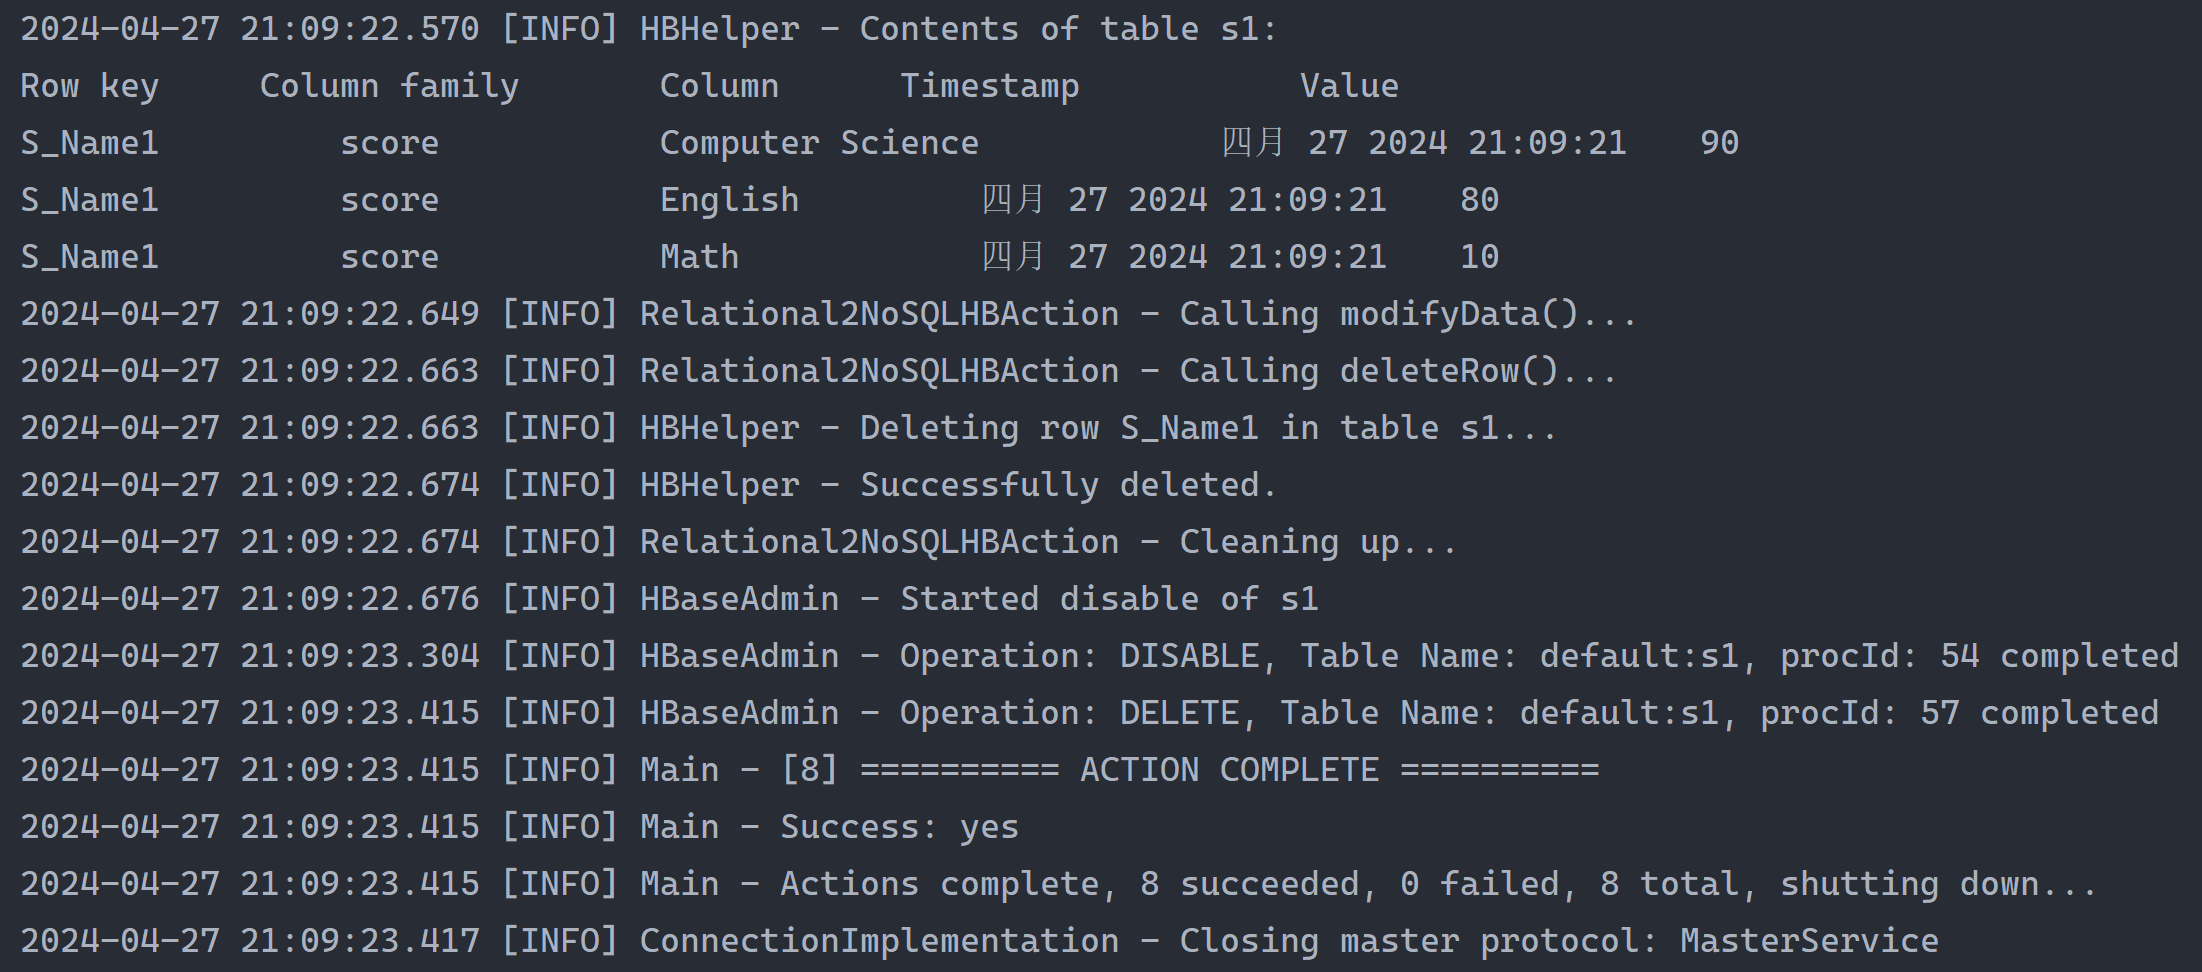 2024-04-27 21:09:22.570 [INFO] HBHelper - Contents of table s1:
Row key     Column family       Column      Timestamp           Value
S_Name1         score           Computer Science            四月 27 2024 21:09:21    90
S_Name1         score           English         四月 27 2024 21:09:21    80
S_Name1         score           Math            四月 27 2024 21:09:21    10
2024-04-27 21:09:22.649 [INFO] Relational2NoSQLHBAction - Calling modifyData()...
2024-04-27 21:09:22.663 [INFO] Relational2NoSQLHBAction - Calling deleteRow()...
2024-04-27 21:09:22.663 [INFO] HBHelper - Deleting row S_Name1 in table s1...
2024-04-27 21:09:22.674 [INFO] HBHelper - Successfully deleted.
2024-04-27 21:09:22.674 [INFO] Relational2NoSQLHBAction - Cleaning up...
2024-04-27 21:09:22.676 [INFO] HBaseAdmin - Started disable of s1
2024-04-27 21:09:23.304 [INFO] HBaseAdmin - Operation: DISABLE, Table Name: default:s1, procId: 54 completed
2024-04-27 21:09:23.415 [INFO] HBaseAdmin - Operation: DELETE, Table Name: default:s1, procId: 57 completed
2024-04-27 21:09:23.415 [INFO] Main - [8] ========== ACTION COMPLETE ==========
2024-04-27 21:09:23.415 [INFO] Main - Success: yes
2024-04-27 21:09:23.415 [INFO] Main - Actions complete, 8 succeeded, 0 failed, 8 total, shutting down...
2024-04-27 21:09:23.417 [INFO] ConnectionImplementation - Closing master protocol: MasterService